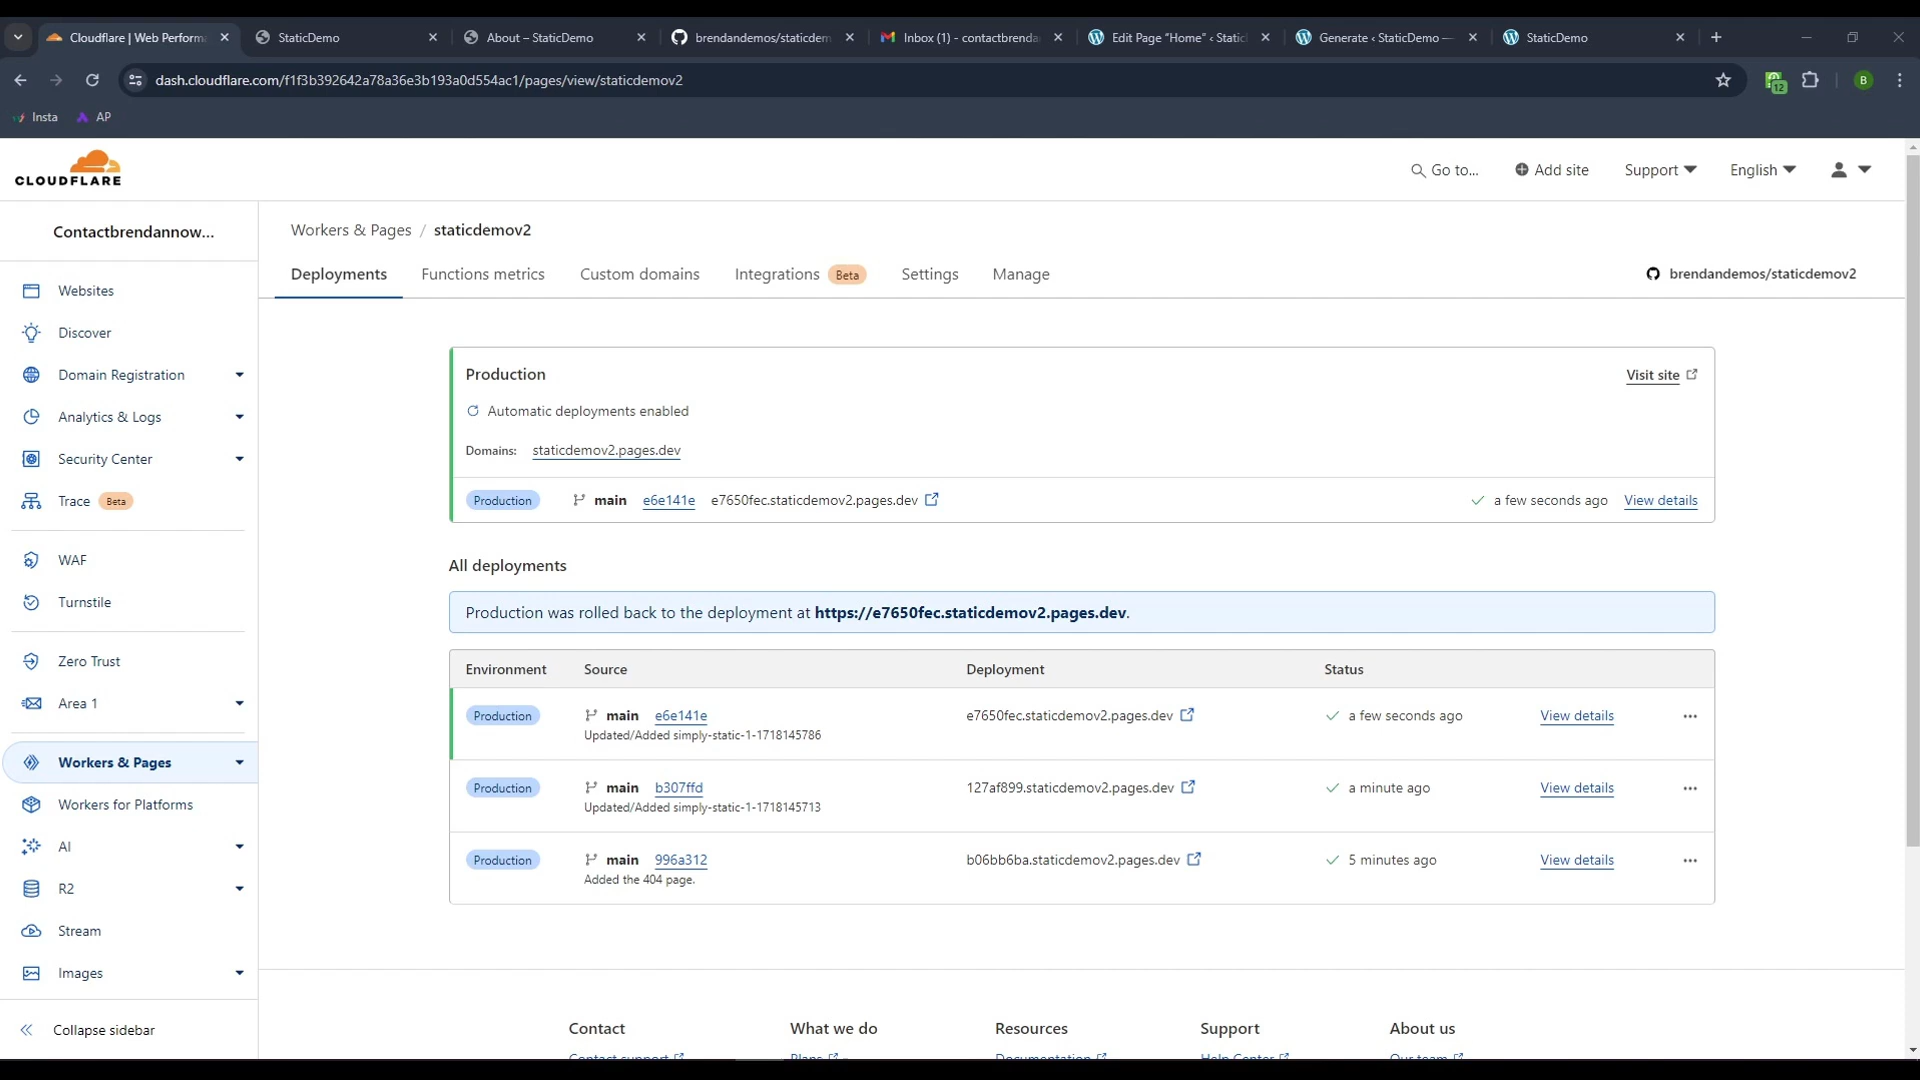 Cloudflare | Web Perform
StaticDemo
About – StaticDemo
brendandemos/staticdem
Inbox (1) - contactbrenda
Edit Page “Home” ‹ Static
Generate ‹ StaticDemo —
StaticDemo
dash.cloudflare.com/f1f3b392642a78a36e3b193a0d554ac1/pages/view/staticdemov2
12
B
Insta
AP
CLOUDFLARE
Go to...
Add site
Support
English
Contactbrendannow...
Websites
Discover
Domain Registration
Analytics & Logs
Security Center
Trace Beta
WAF
Turnstile
Zero Trust
Area 1
Workers & Pages
Workers for Platforms
AI
R2
Stream
Images
Collapse sidebar
Workers & Pages / staticdemov2
Deployments
Functions metrics
Custom domains
Integrations Beta
Settings
Manage
brendandemos/staticdemov2
Production
Visit site
Automatic deployments enabled
Domains: staticdemov2.pages.dev
Production main e6e141e e7650fec.staticdemov2.pages.dev a few seconds ago View details
All deployments
Production was rolled back to the deployment at https://e7650fec.staticdemov2.pages.dev.
Environment Source Deployment Status
Production main e6e141e e7650fec.staticdemov2.pages.dev a few seconds ago View details
Updated/Added simply-static-1-1718145786
Production main b307ffd 127af899.staticdemov2.pages.dev a minute ago View details
Updated/Added simply-static-1-1718145713
Production main 996a312 b06bb6ba.staticdemov2.pages.dev 5 minutes ago View details
Added the 404 page.
Contact What we do Resources Support About us
Contact support Plans Documentation Help Center Our team